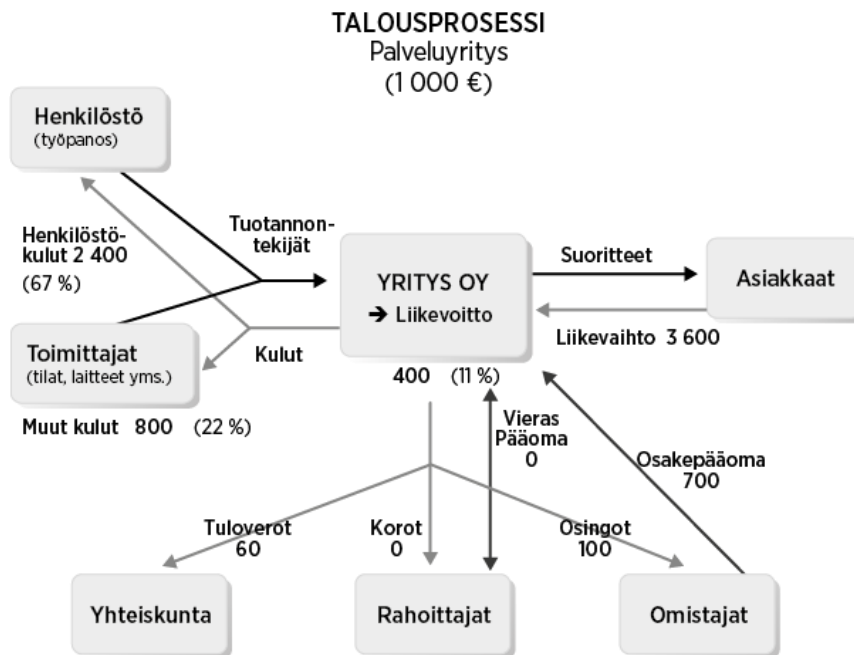 TALOUSPROSESSI
Palveluyritys
(1 000 €)
Henkilöstö
(työpanos)
Henkilöstö-
kulut 2 400
(67 %)
Tuotannon-
tekijät
YRITYS OY
➔ Liikevoitto
400 (11 %)
Suoritteet
Asiakkaat
Liikevaihto 3 600
Toimittajat
(tilat, laitteet yms.)
Kulut
Muut kulut 800 (22 %)
Vieras
Pääoma
0
Osakepääoma
700
Tuloverot
60
Korot
0
Osingot
100
Yhteiskunta
Rahoittajat
Omistajat